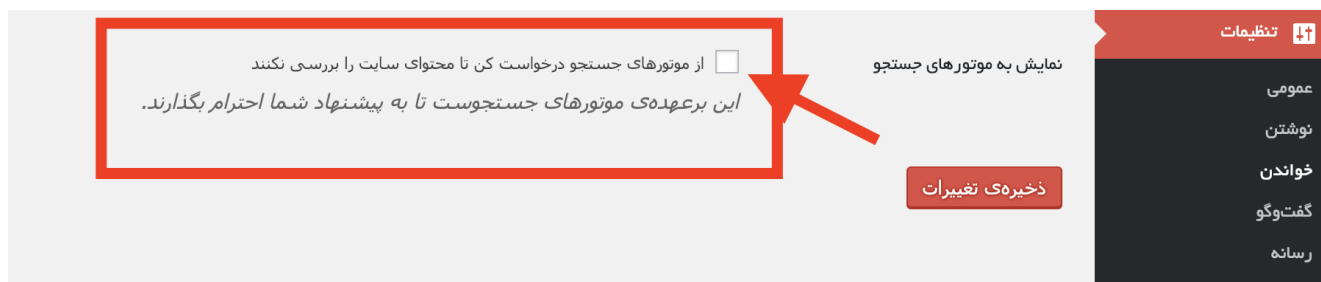 تنظیمات
عمومی
نوشتن
خواندن
گفت‌وگو
رسانه
نمایش به موتورهای جستجو
از موتورهای جستجو درخواست کن تا محتوای سایت را بررسی نکنند
این برعهده‌ی موتورهای جستجوست تا به پیشنهاد شما احترام بگذارند.
ذخیره‌ی تغییرات